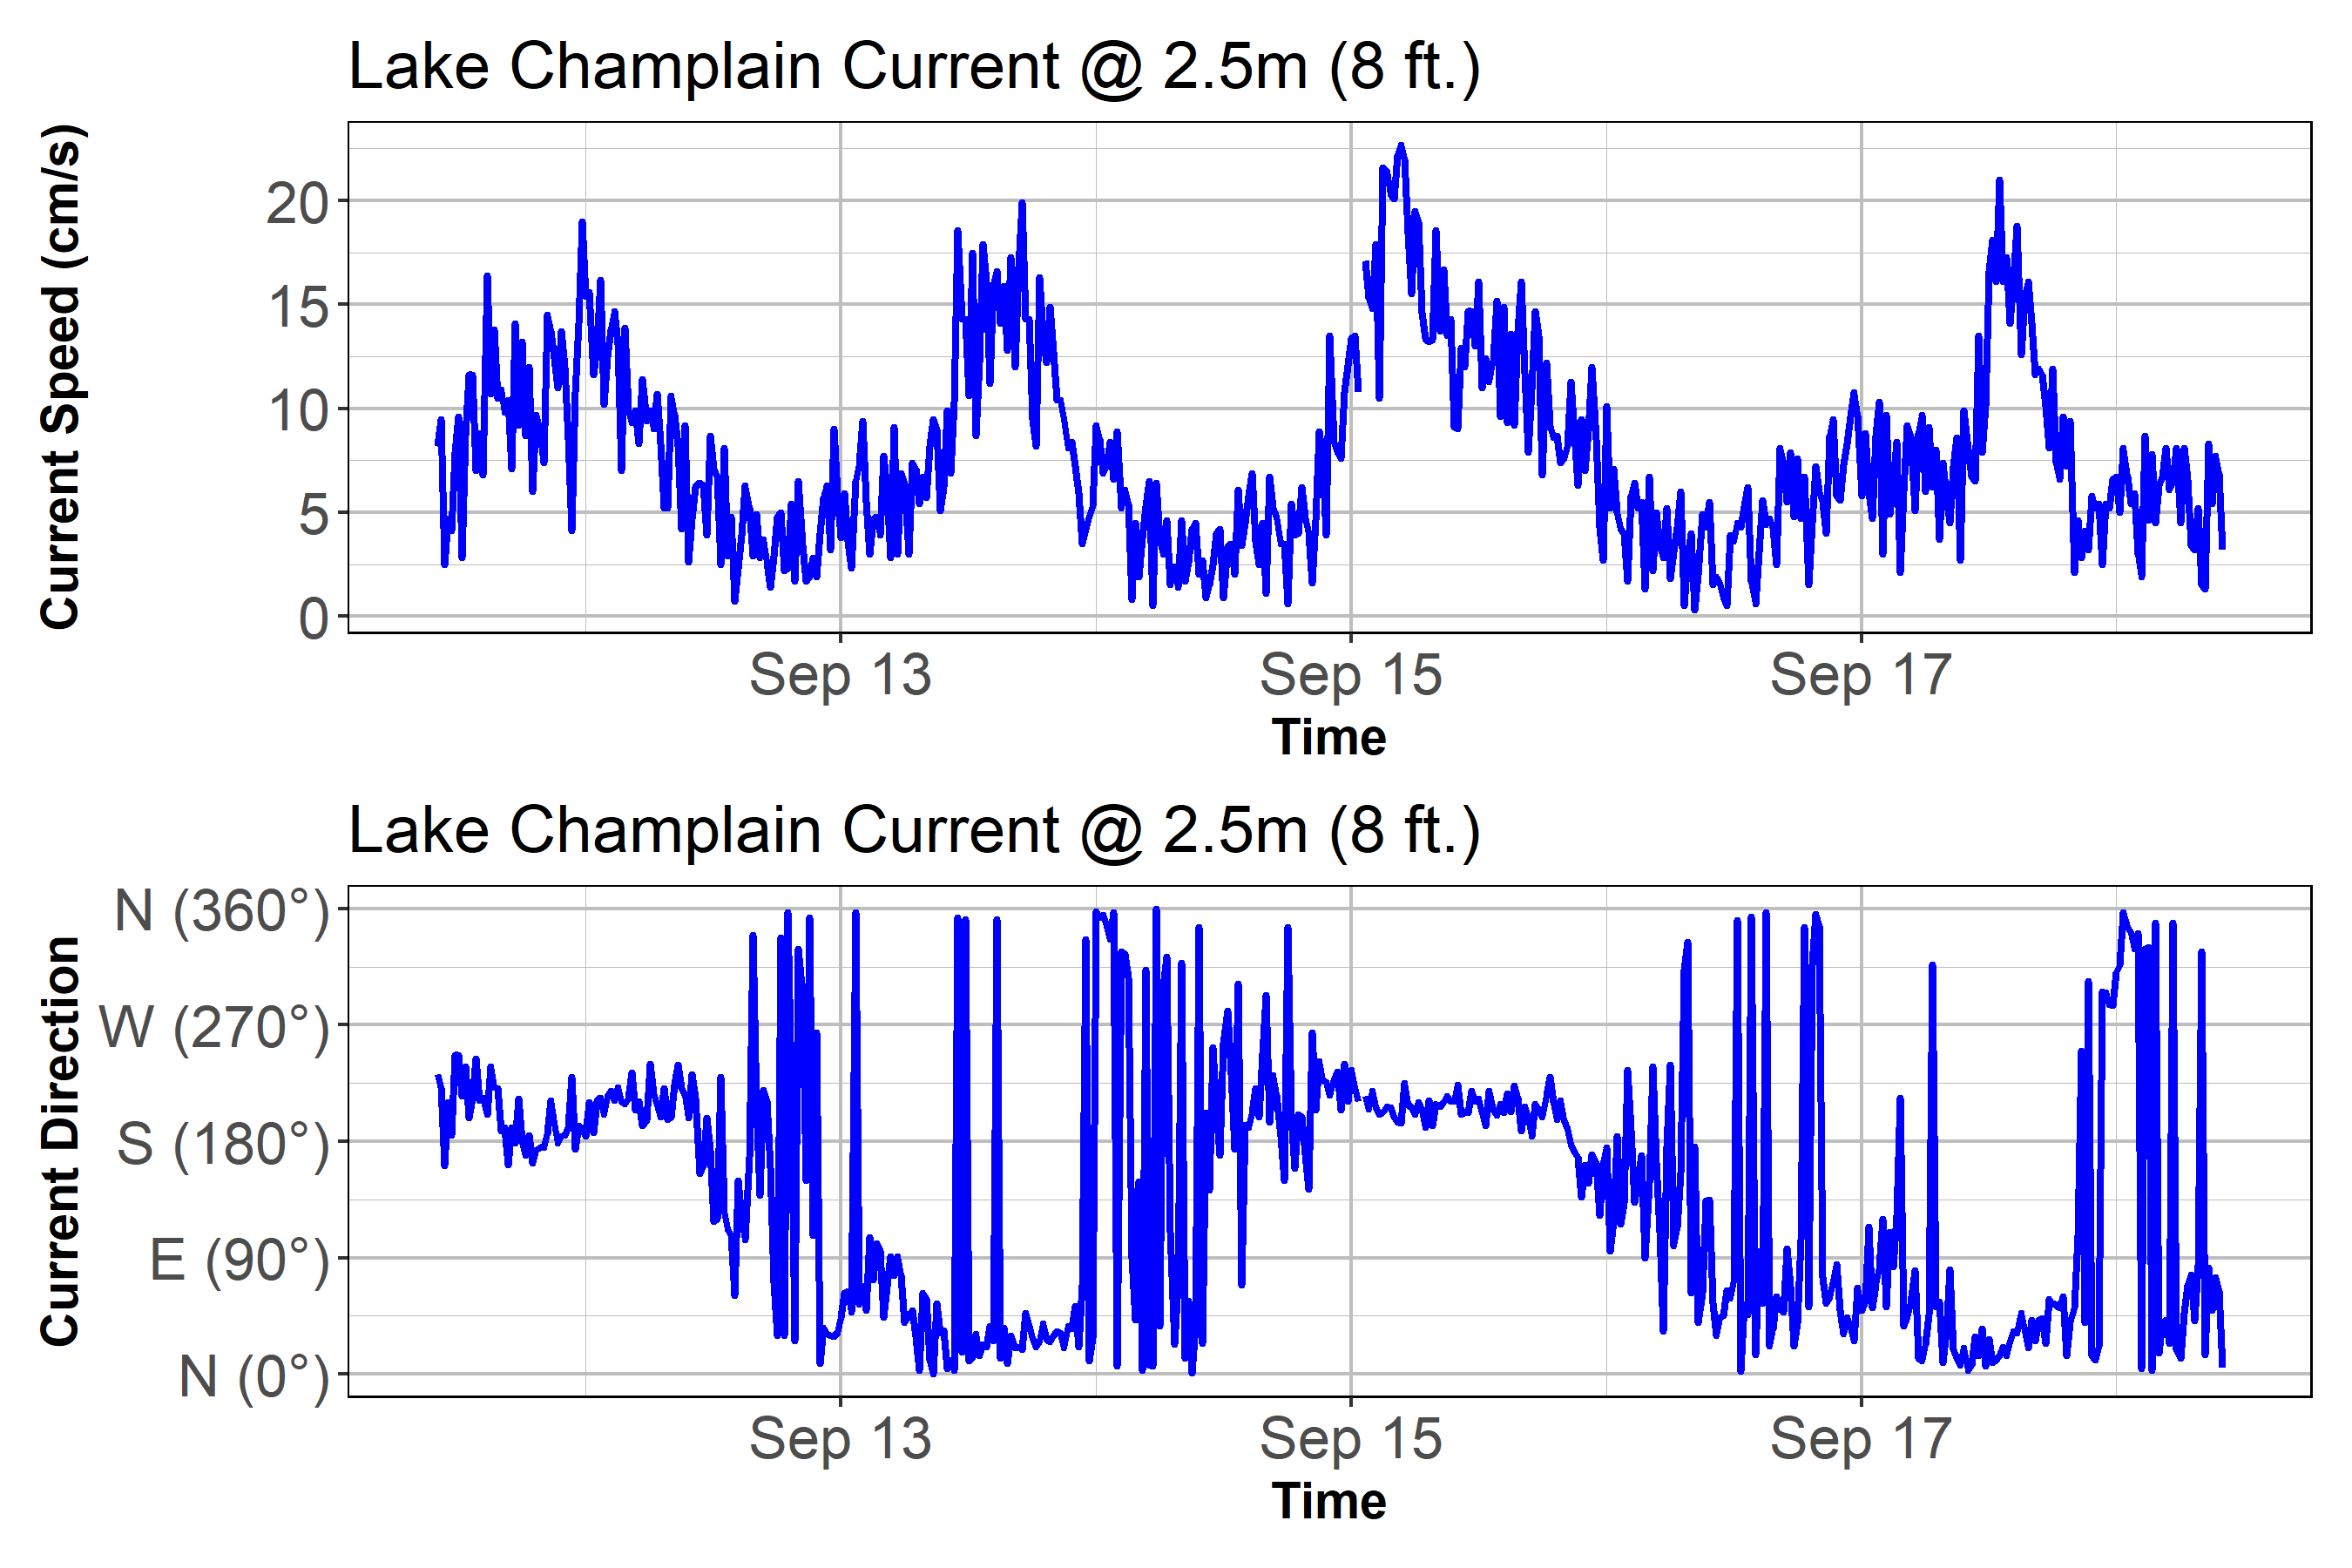 Lake Champlain Current @ 2.5m (8 ft.)
Current Speed (cm/s)
20
15
10
5
0
Sep 13 Sep 15 Sep 17
Time
Lake Champlain Current @ 2.5m (8 ft.)
Current Direction
N (360°)
W (270°)
S (180°)
E (90°)
N (0°)
Sep 13 Sep 15 Sep 17
Time